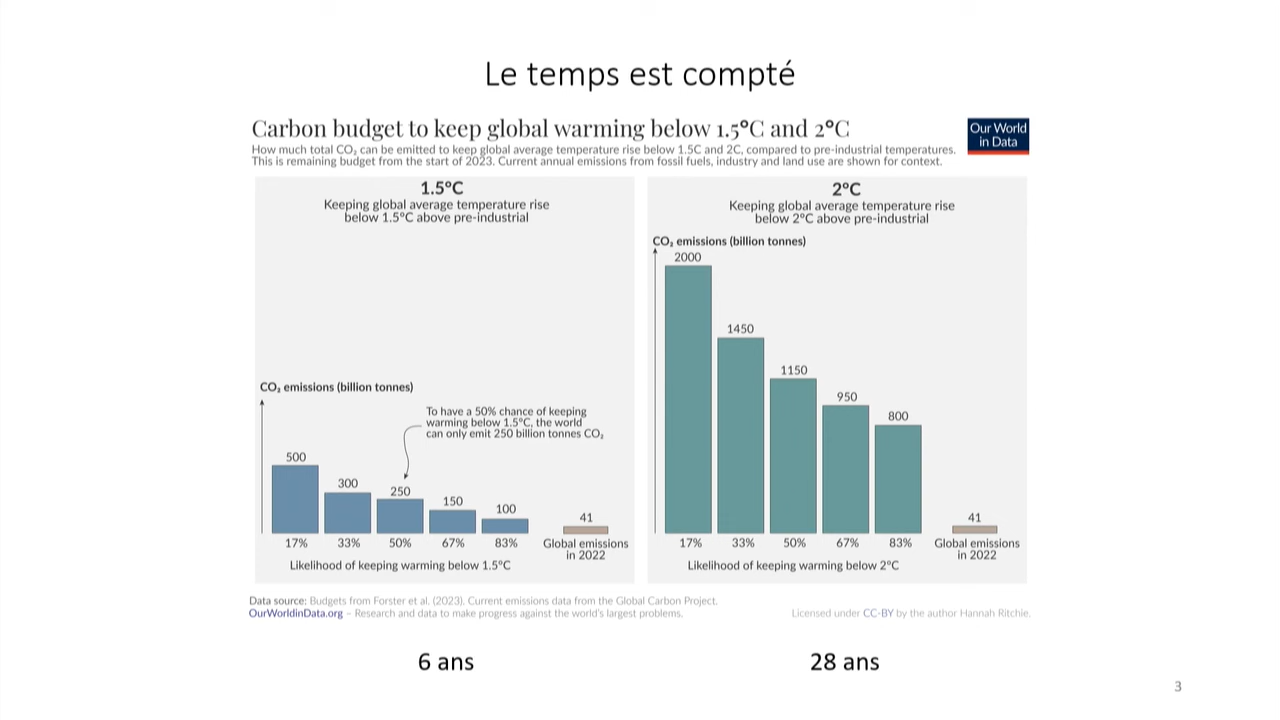 Le temps est compté
Carbon budget to keep global warming below 1.5°C and 2°C
Our World
in Data
How much total CO₂ can be emitted to keep global average temperature rise below 1.5C and 2C, compared to pre-industrial temperatures.
This is remaining budget from the start of 2023. Current annual emissions from fossil fuels, industry and land use are shown for context.
1.5°C
Keeping global average temperature rise
below 1.5°C above pre-industrial
CO₂ emissions (billion tonnes)
To have a 50% chance of keeping
warming below 1.5°C, the world
can only emit 250 billion tonnes CO₂
500
300
250
150
100
41
17%
33%
50%
67%
83%
Global emissions
in 2022
Likelihood of keeping warming below 1.5°C
2°C
Keeping global average temperature rise
below 2°C above pre-industrial
CO₂ emissions (billion tonnes)
2000
1450
1150
950
800
41
17%
33%
50%
67%
83%
Global emissions
in 2022
Likelihood of keeping warming below 2°C
Data source: Budgets from Forster et al. (2023). Current emissions data from the Global Carbon Project.
OurWorldinData.org – Research and data to make progress against the world's largest problems.
Licensed under CC-BY by the author Hannah Ritchie.
6 ans
28 ans
3